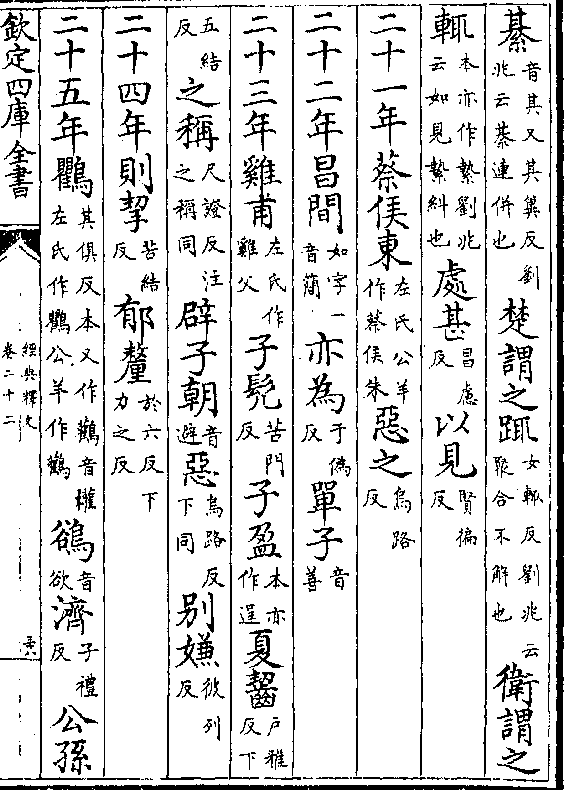 綦音其又其兾反劉兆云綦連併也楚謂之踂女輒反劉兆云聚合不解也衛謂之
輒本亦作縶劉兆云如見縶糾也處甚昌慮反以見賢徧反
二十一年蔡侯東左氏公羊作蔡侯朱惡之烏路反
二十二年昌間如字一音簡亦為于偽反單子音善
二十三年雞甫左氏作雞父子髡苦門反子盈本亦作逞夏齧戶雅反下
五結反之稱尺證反注之稱同辟子朝音避惡烏路反下同别嫌彼列反
二十四年則挈苦結反郁釐於六反下力之反
二十五年鸜其俱反本又作鸛音權左氏作鸜公羊作鸛鵒音欲濟子禮反公孫
欽定四庫全書
經典釋文
卷二十二